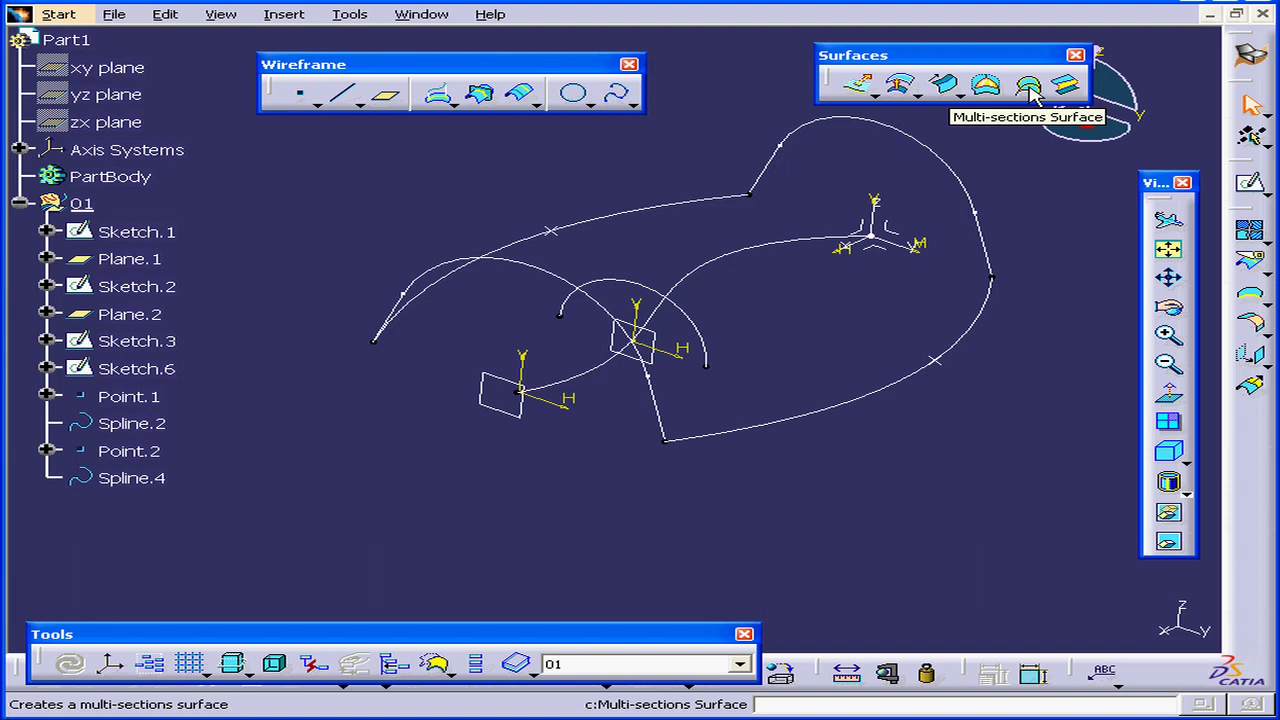 Start File Edit View Insert Tools Window Help
Part1
xy plane
yz plane
zx plane
Axis Systems
PartBody
01
Sketch.1
Plane.1
Sketch.2
Plane.2
Sketch.3
Sketch.6
Point.1
Spline.2
Point.2
Spline.4
Wireframe
Surfaces
Multi-sections Surface
Vi...
Y
H
Y
H
z
y
Tools
01
ABC
z
x y
CATIA
Creates a multi-sections surface
c:Multi-sections Surface